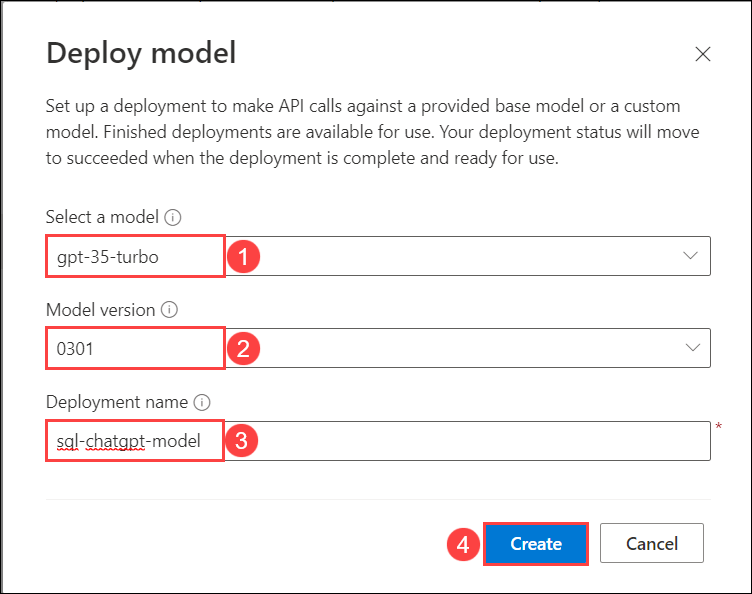 Deploy model
Set up a deployment to make API calls against a provided base model or a custom
model. Finished deployments are available for use. Your deployment status will move
to succeeded when the deployment is complete and ready for use.
Select a model
gpt-35-turbo 1
Model version
0301 2
Deployment name
sql-chatgpt-model 3 *
4 Create Cancel